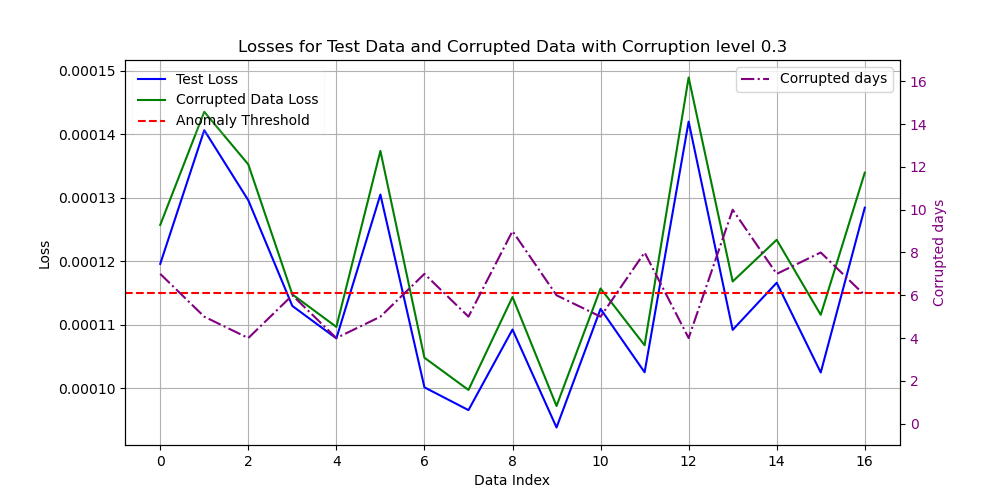 Losses for Test Data and Corrupted Data with Corruption level 0.3
Test Loss
Corrupted Data Loss
Anomaly Threshold
Corrupted days
0.00015
0.00014
0.00013
0.00012
0.00011
0.00010
Loss
16
14
12
10
8
6
4
2
0
Corrupted days
0 2 4 6 8 10 12 14 16
Data Index